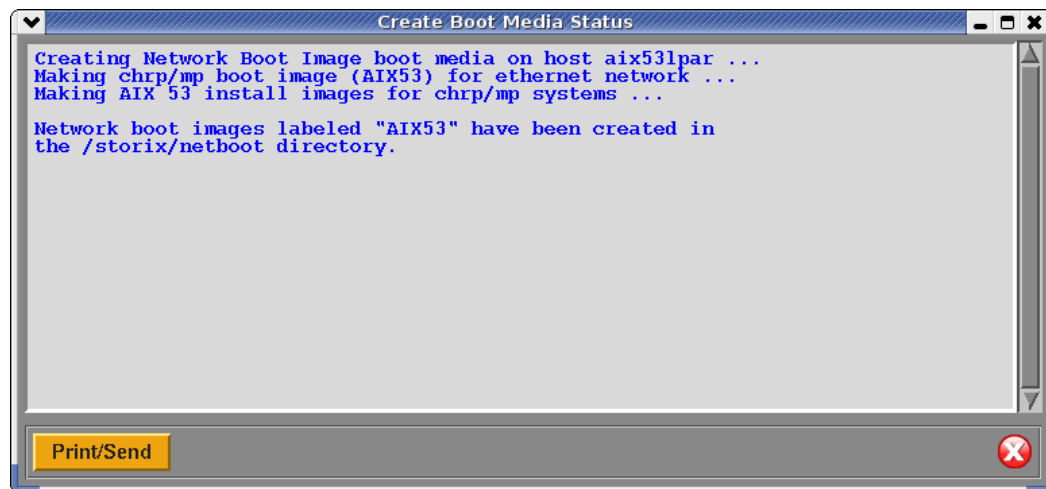 Create Boot Media Status
Creating Network Boot Image boot media on host aix53lpar ...
Making chrp/mp boot image (AIX53) for ethernet network ...
Making AIX 53 install images for chrp/mp systems ...
Network boot images labeled "AIX53" have been created in
the /storix/netboot directory.
Print/Send